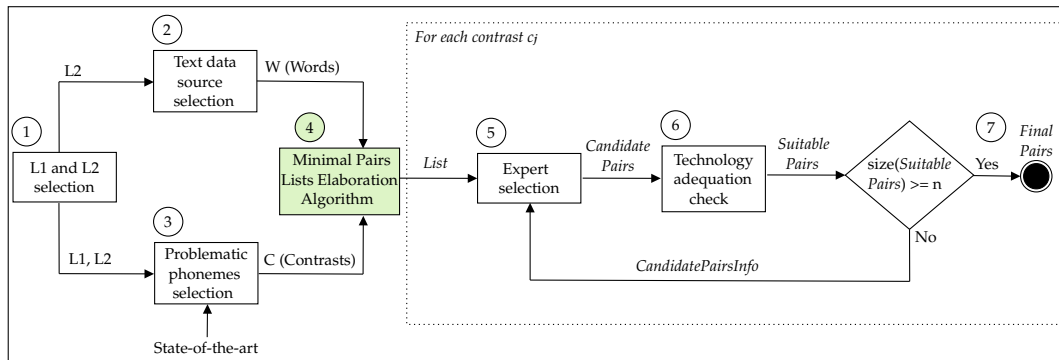 For each contrast cj
1
L1 and L2
selection
L2
2
Text data
source
selection
W (Words)
L1, L2
3
Problematic
phonemes
selection
C (Contrasts)
State-of-the-art
4
Minimal Pairs
Lists Elaboration
Algorithm
List
5
Expert
selection
Candidate
Pairs
6
Technology
adequation
check
Suitable
Pairs
size(Suitable
Pairs) >= n
7
Yes
Final
Pairs
No
CandidatePairsInfo